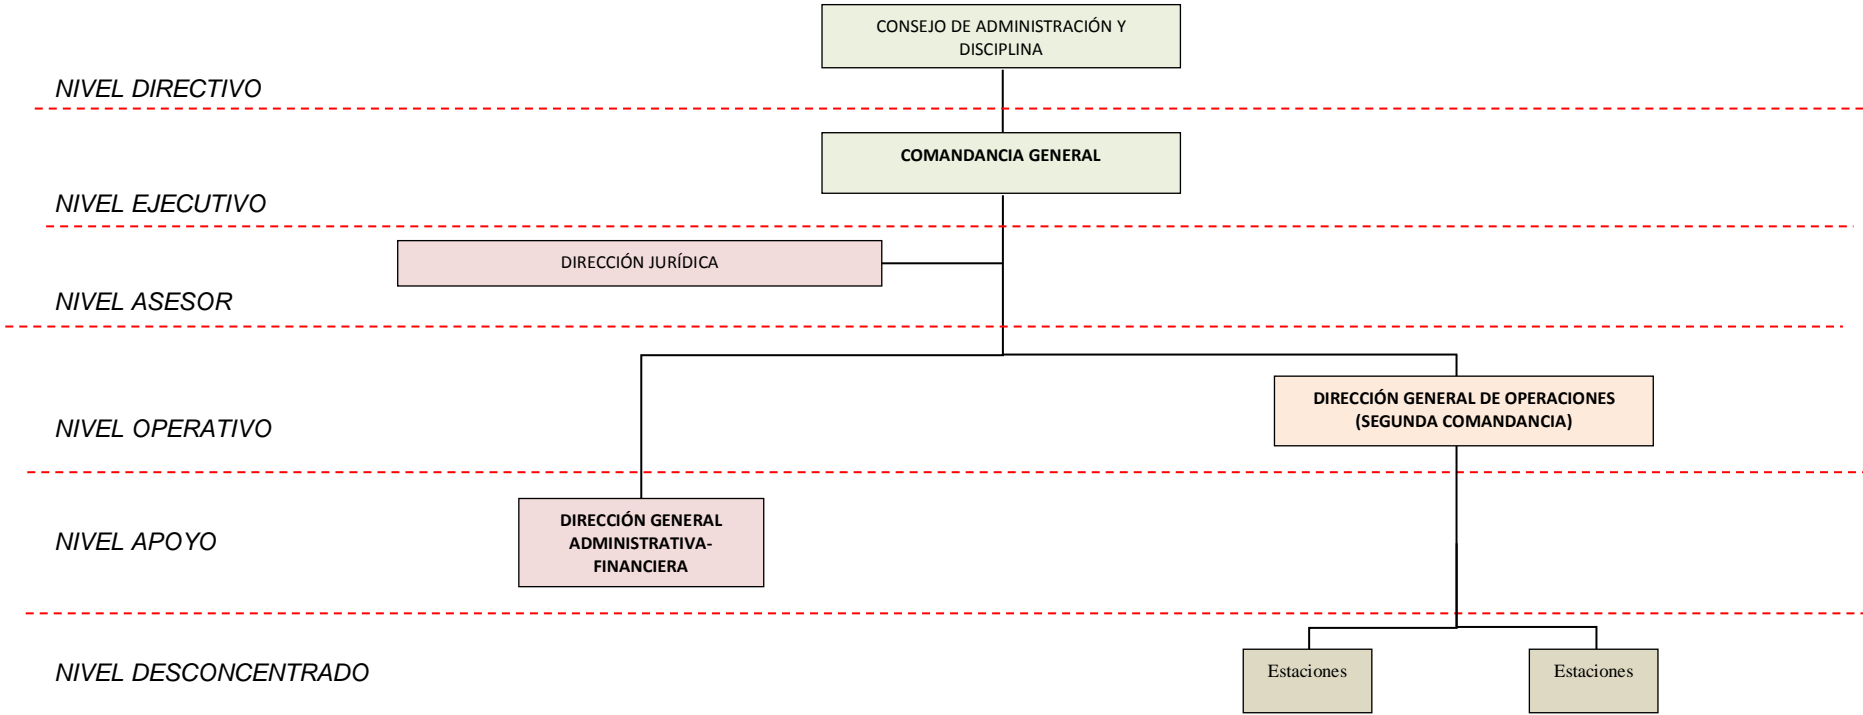 CONSEJO DE ADMINISTRACIÓN Y
DISCIPLINA
NIVEL DIRECTIVO
COMANDANCIA GENERAL
NIVEL EJECUTIVO
DIRECCIÓN JURÍDICA
NIVEL ASESOR
DIRECCIÓN GENERAL DE OPERACIONES
(SEGUNDA COMANDANCIA)
NIVEL OPERATIVO
DIRECCIÓN GENERAL
ADMINISTRATIVA-
FINANCIERA
NIVEL APOYO
Estaciones
Estaciones
NIVEL DESCONCENTRADO